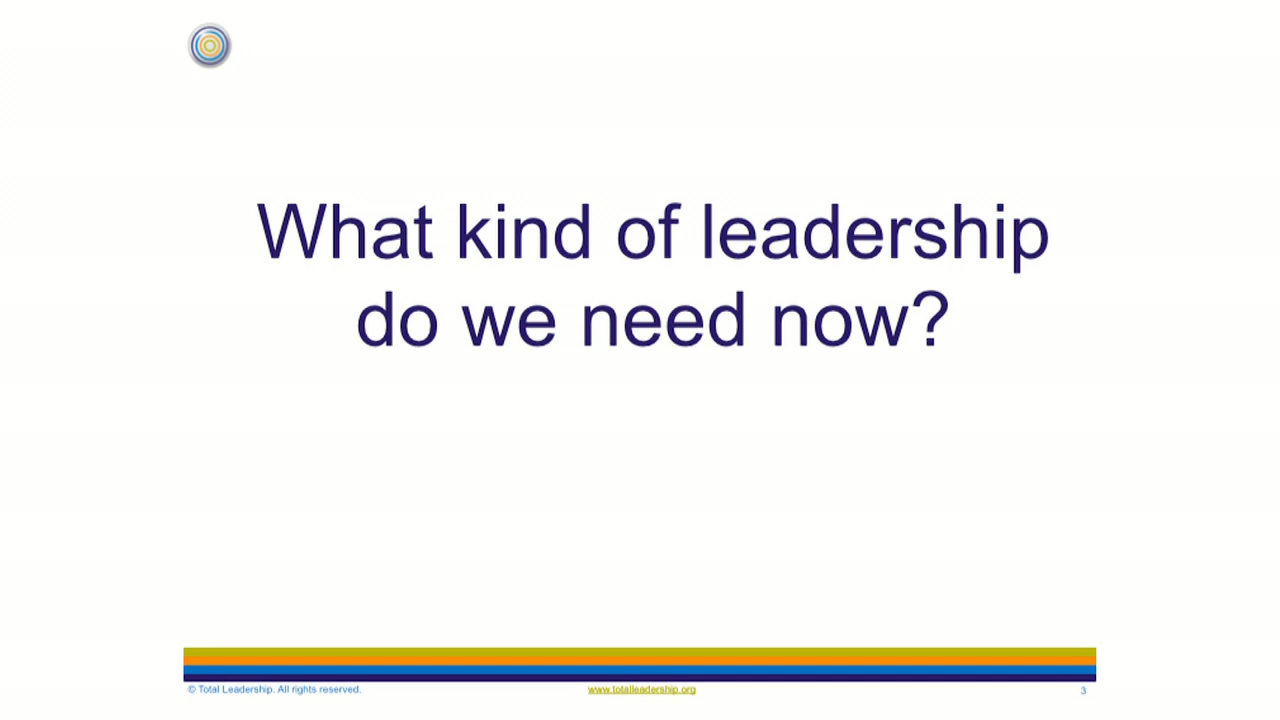 What kind of leadership
do we need now?
© Total Leadership. All rights reserved.
www.totalleadership.org
3